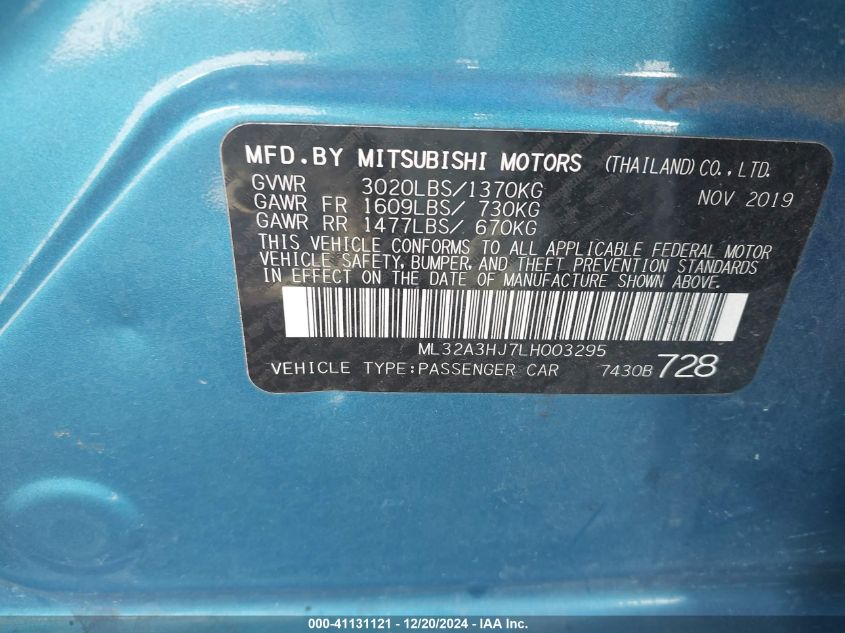 MFD.BY MITSUBISHI MOTORS (THAILAND) CO., LTD.
GVWR 3020LBS/1370KG NOV 2019
GAWR FR 1609LBS/ 730KG
GAWR RR 1477LBS/ 670KG
THIS VEHICLE CONFORMS TO ALL APPLICABLE FEDERAL MOTOR
VEHICLE SAFETY, BUMPER, AND THEFT PREVENTION STANDARDS
IN EFFECT ON THE DATE OF MANUFACTURE SHOWN ABOVE.
ML32A3HJ7LH003295
VEHICLE TYPE:PASSENGER CAR 7430B 728
000-41131121 - 12/20/2024 - IAA Inc.